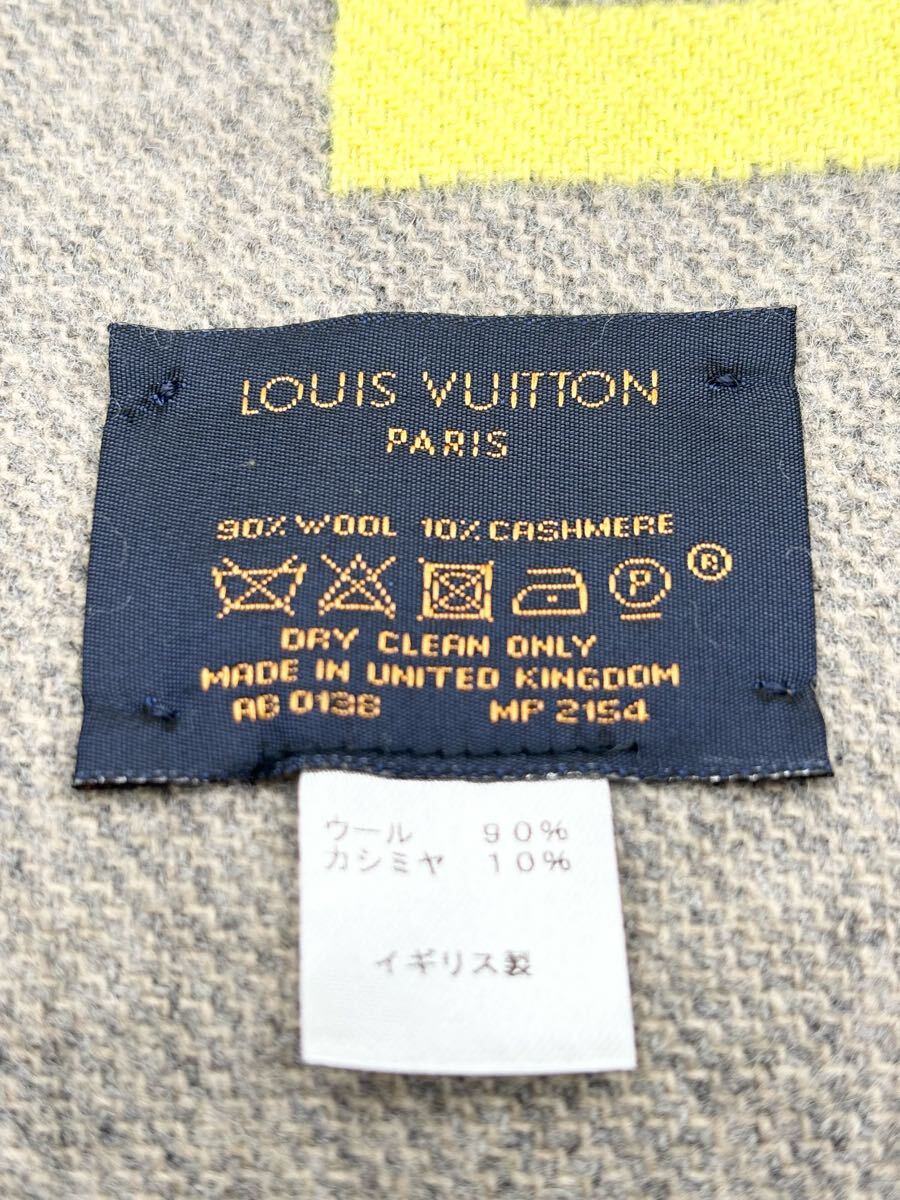 LOUIS VUITTON
PARIS
90% WOOL 10% CASHMERE
P
®
DRY CLEAN ONLY
MADE IN UNITED KINGDOM
AB 0138 MP 2154
ウール 90%
カシミヤ 10%
イギリス製